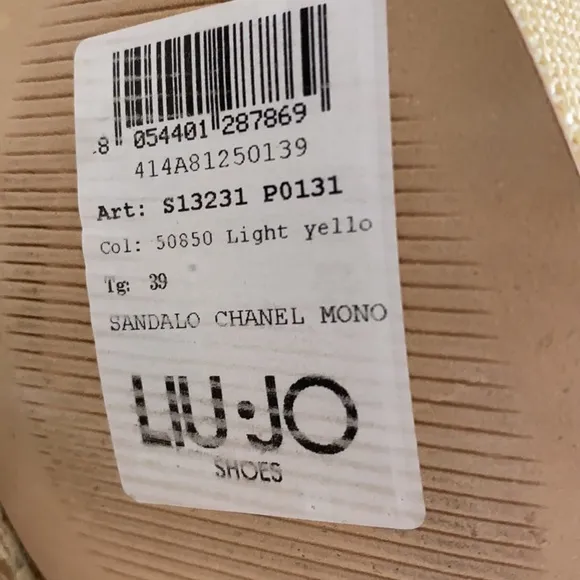 8 054401 287869
414A81250139
Art: S13231 P0131
Col: 50850 Light yello
Tg: 39
SANDALO CHANEL MONO
LIU·JO
SHOES